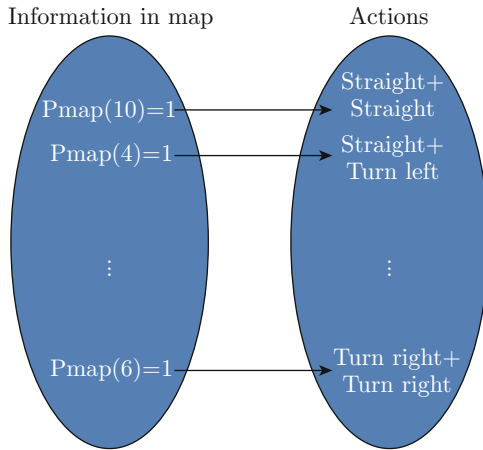 Information in map
Actions
Pmap(10)=1
Straight+
Straight
Pmap(4)=1
Straight+
Turn left
⋮
⋮
Pmap(6)=1
Turn right+
Turn right